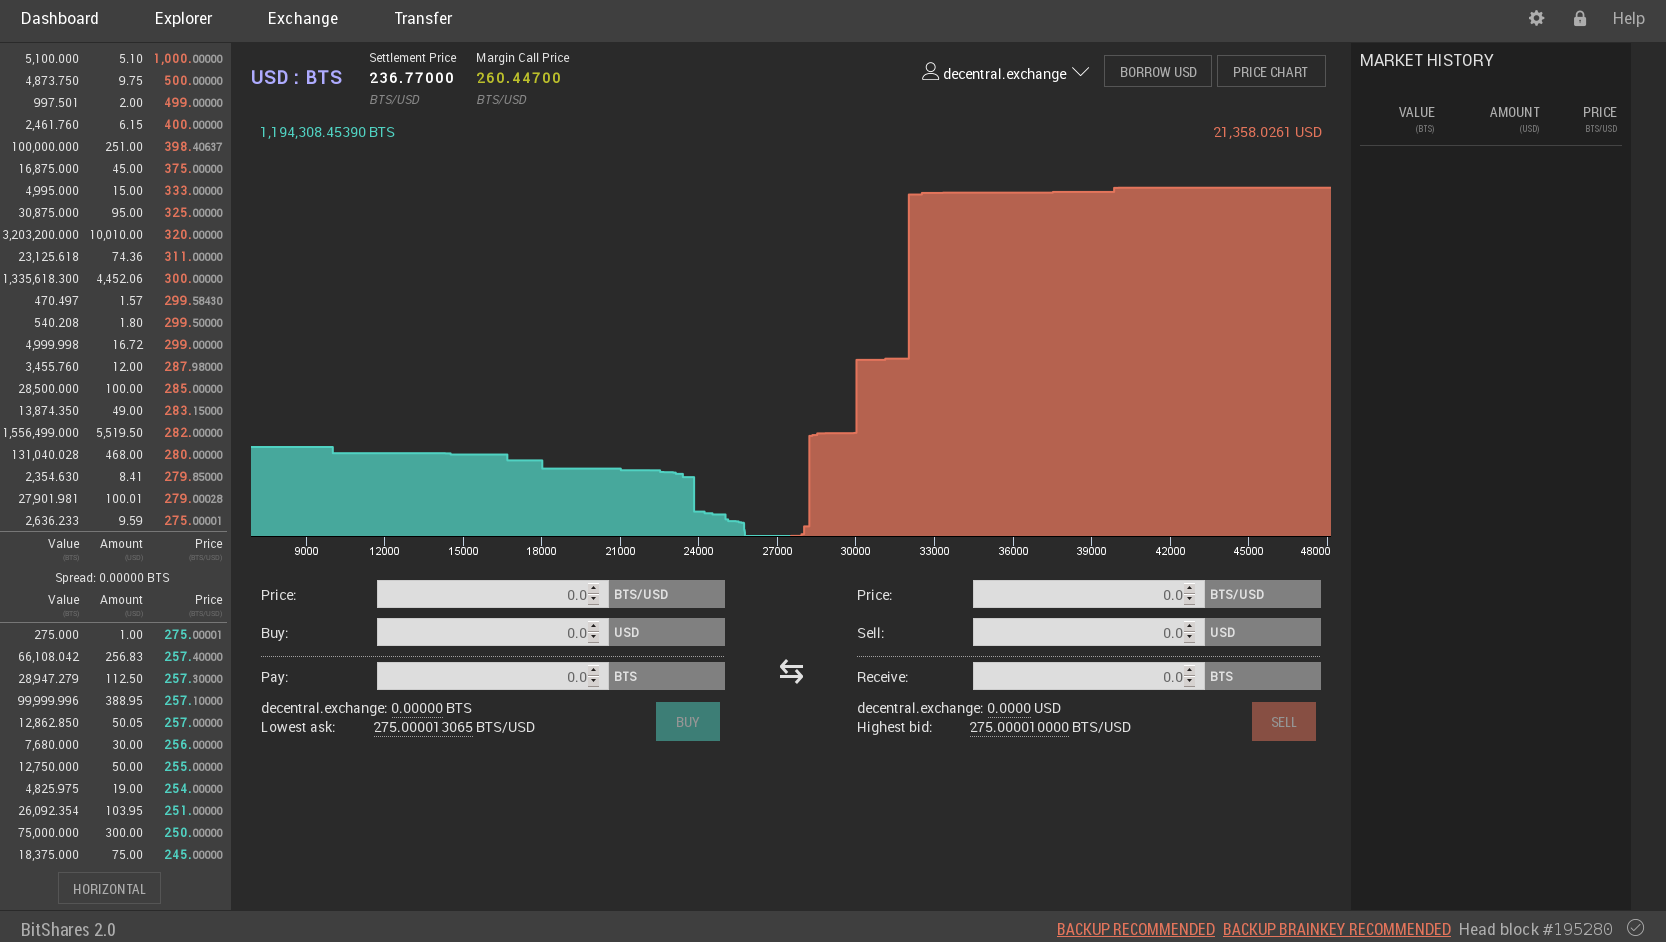 Dashboard Explorer Exchange Transfer Help
5,100.000 5.10 1,000.00000
4,873.750 9.75 500.00000
997.501 2.00 499.00000
2,461.760 6.15 400.00000
100,000.000 251.00 398.40637
16,875.000 45.00 375.00000
4,995.000 15.00 333.00000
30,875.000 95.00 325.00000
3,203,200.000 10,010.00 320.00000
23,125.618 74.36 311.00000
1,335,618.300 4,452.06 300.00000
470.497 1.57 299.58430
540.208 1.80 299.50000
4,999.998 16.72 299.00000
3,455.760 12.00 287.98000
28,500.000 100.00 285.00000
13,874.350 49.00 283.15000
1,556,499.000 5,519.50 282.00000
131,040.028 468.00 280.00000
2,354.630 8.41 279.85000
27,901.981 100.01 279.00028
2,636.233 9.59 275.00001
Value Amount Price
(BTS) (USD) (BTS/USD)
Spread: 0.00000 BTS
Value Amount Price
(BTS) (USD) (BTS/USD)
275.000 1.00 275.00001
66,108.042 256.83 257.40000
28,947.279 112.50 257.30000
99,999.996 388.95 257.10000
12,862.850 50.05 257.00000
7,680.000 30.00 256.00000
12,750.000 50.00 255.00000
4,825.975 19.00 254.00000
26,092.354 103.95 251.00000
75,000.000 300.00 250.00000
18,375.000 75.00 245.00000
HORIZONTAL
USD : BTS
Settlement Price
236.77000
BTS/USD
Margin Call Price
260.44700
BTS/USD
decentral.exchange
BORROW USD
PRICE CHART
1,194,308.45390 BTS
21,358.0261 USD
9000 12000 15000 18000 21000 24000 27000 30000 33000 36000 39000 42000 45000 48000
Price: 0.0 BTS/USD
Buy: 0.0 USD
Pay: 0.0 BTS
decentral.exchange: 0.00000 BTS
Lowest ask: 275.000013065 BTS/USD
BUY
Price: 0.0 BTS/USD
Sell: 0.0 USD
Receive: 0.0 BTS
decentral.exchange: 0.0000 USD
Highest bid: 275.000010000 BTS/USD
SELL
MARKET HISTORY
VALUE AMOUNT PRICE
(BTS) (USD) BTS/USD
BitShares 2.0
BACKUP RECOMMENDED BACKUP BRAINKEY RECOMMENDED Head block #195280